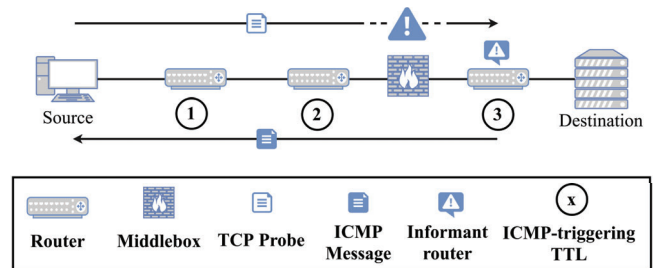 Source
1
2
3
Destination
Router
Middlebox
TCP Probe
ICMP
Message
Informant
router
x
ICMP-triggering
TTL